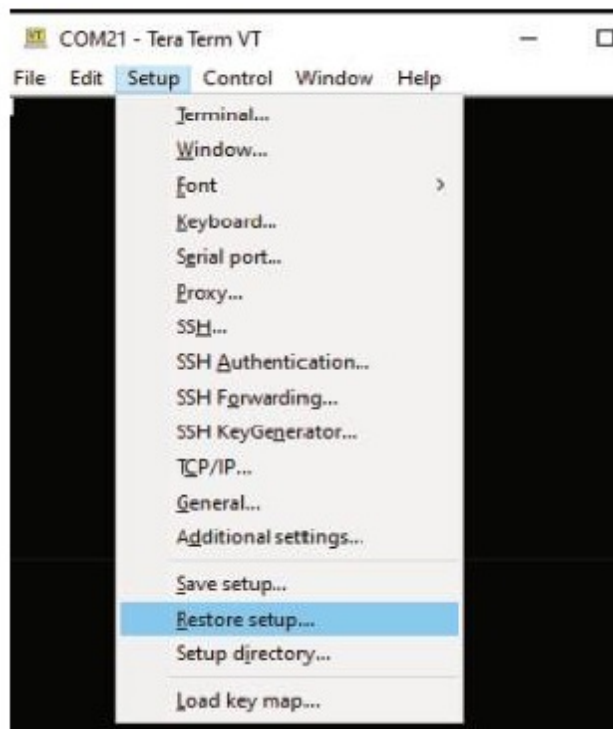 COM21 - Tera Term VT
File Edit Setup Control Window Help
Terminal...
Window...
Font
Keyboard...
Serial port...
Proxy...
SSH...
SSH Authentication...
SSH Forwarding...
SSH KeyGenerator...
TCP/IP...
General...
Additional settings...
Save setup...
Restore setup...
Setup directory...
Load key map...